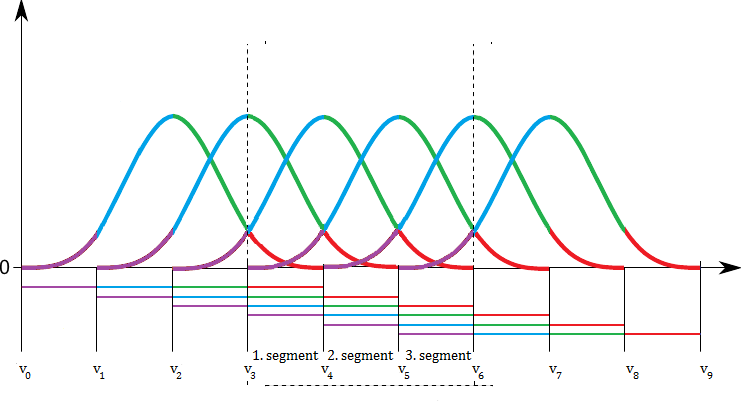 0
1. segment 2. segment 3. segment
v0 v1 v2 v3 v4 v5 v6 v7 v8 v9